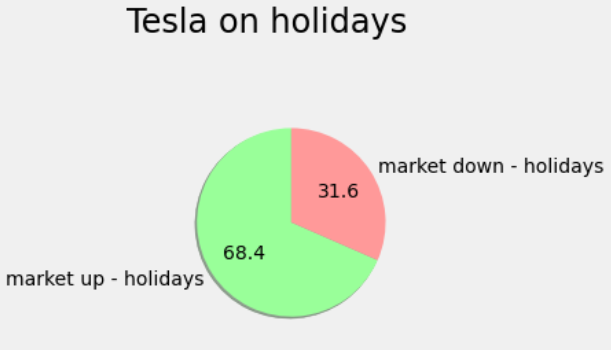 Tesla on holidays
market down - holidays
31.6
68.4
market up - holidays